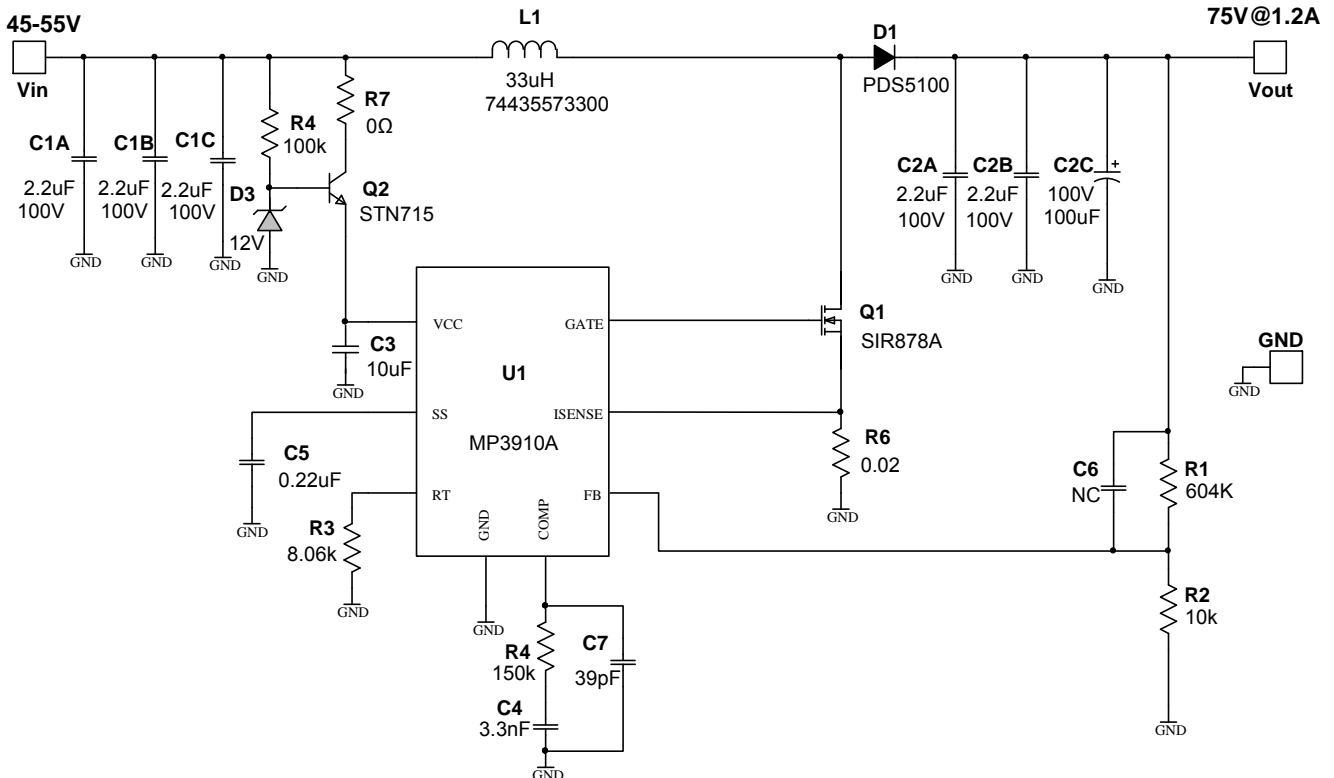 45-55V
Vin
L1
33uH
74435573300
D1
PDS5100
75V@1.2A
Vout
C1A
2.2uF
100V
C1B
2.2uF
100V
C1C
2.2uF
100V
R4
100k
R7
0Ω
D3
12V
Q2
STN715
C2A
2.2uF
100V
C2B
2.2uF
100V
C2C
+
100V
100uF
GND
GND
GND
GND
GND
GND
GND
C3
10uF
GND
VCC
GATE
U1
MP3910A
SS
ISENSE
RT
FB
GND
COMP
Q1
SIR878A
GND
GND
C5
0.22uF
GND
R3
8.06k
GND
GND
R6
0.02
GND
C6
NC
R1
604K
R2
10k
GND
R4
150k
C7
39pF
C4
3.3nF
GND